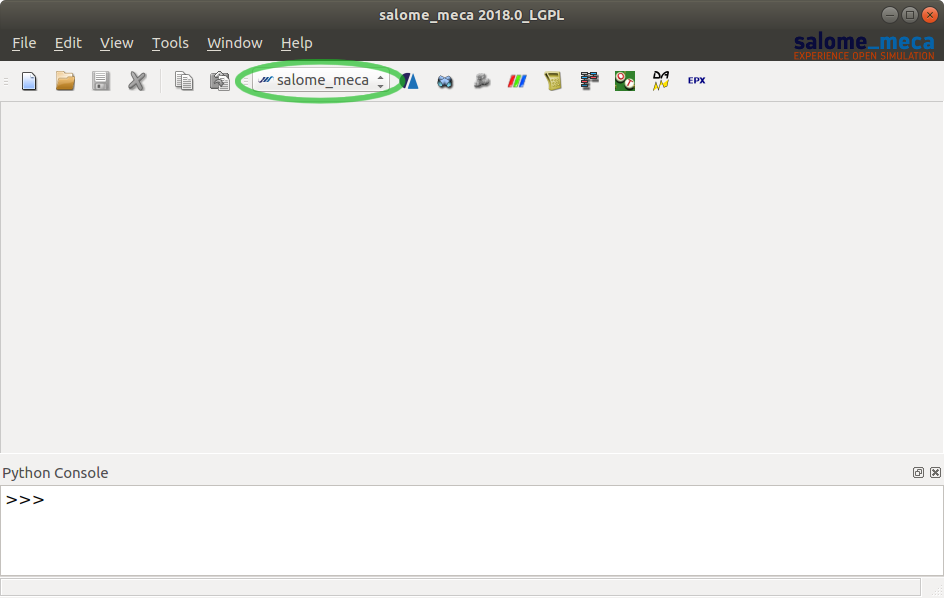 salome_meca 2018.0_LGPL
File Edit View Tools Window Help
salome_meca
EXPERIENCE OPEN SIMULATION
salome_meca
EPX
Python Console
>>>